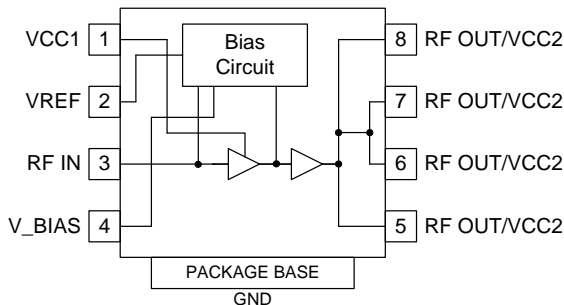 VCC1 1 Bias Circuit 8 RF OUT/VCC2
VREF 2 7 RF OUT/VCC2
RF IN 3 6 RF OUT/VCC2
V_BIAS 4 5 RF OUT/VCC2
PACKAGE BASE
GND